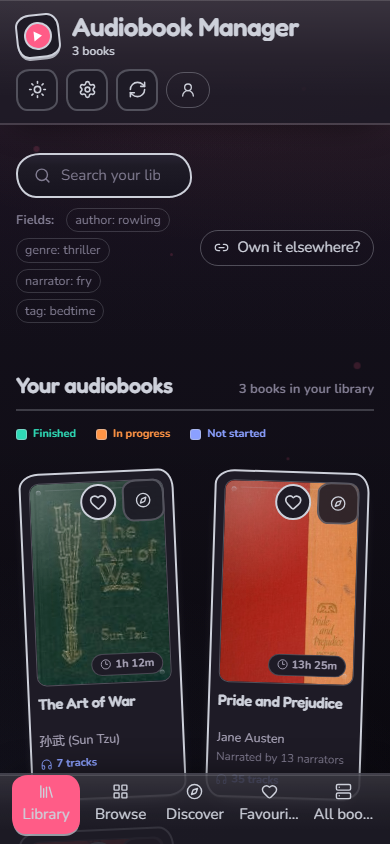 Audiobook Manager
3 books
Search your lib
Fields: author: rowling
genre: thriller
narrator: fry
tag: bedtime
Own it elsewhere?
Your audiobooks
3 books in your library
Finished
In progress
Not started
The
Art of
War
Sun Tzu
1h 12m
The Art of War
孙武 (Sun Tzu)
7 tracks
Pride
and
Prejudice
13h 25m
Pride and Prejudice
Jane Austen
Narrated by 13 narrators
35 tracks
Library
Browse
Discover
Favouri...
All boo...